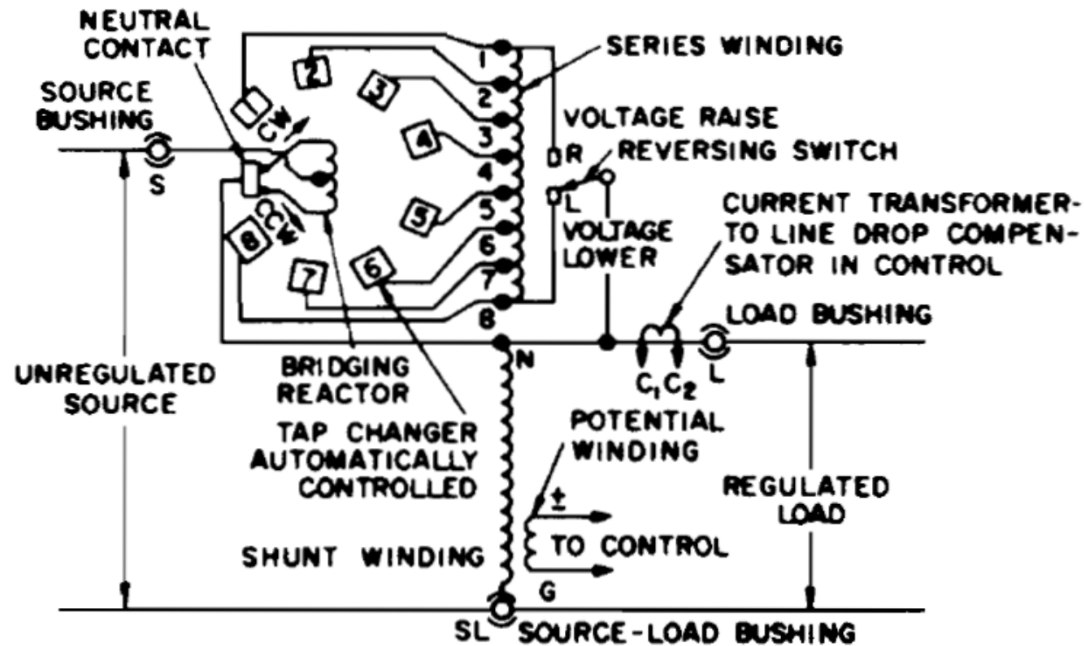 NEUTRAL
CONTACT
SOURCE
BUSHING
S
1
2
3
4
5
6
7
8
CW
CCW
1
2
3
4
5
6
7
8
SERIES WINDING
VOLTAGE RAISE
R
REVERSING SWITCH
L
VOLTAGE
LOWER
CURRENT TRANSFORMER-
TO LINE DROP COMPEN-
SATOR IN CONTROL
LOAD BUSHING
C₁ C₂
L
N
UNREGULATED
SOURCE
BRIDGING
REACTOR
TAP CHANGER
AUTOMATICALLY
CONTROLLED
POTENTIAL
WINDING
REGULATED
LOAD
±
TO CONTROL
G
SHUNT WINDING
SL SOURCE-LOAD BUSHING